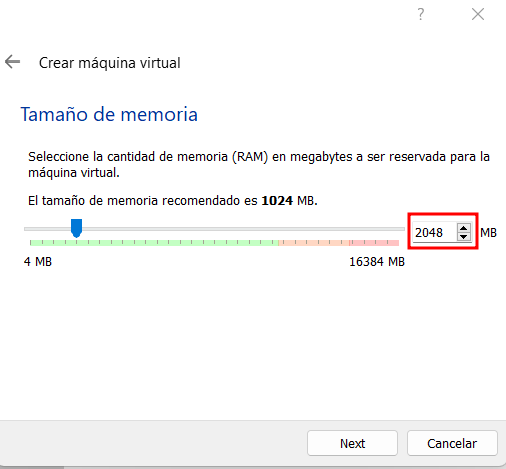 ?
Crear máquina virtual
Tamaño de memoria
Seleccione la cantidad de memoria (RAM) en megabytes a ser reservada para la
máquina virtual.
El tamaño de memoria recomendado es 1024 MB.
2048 MB
4 MB 16384 MB
Next Cancelar